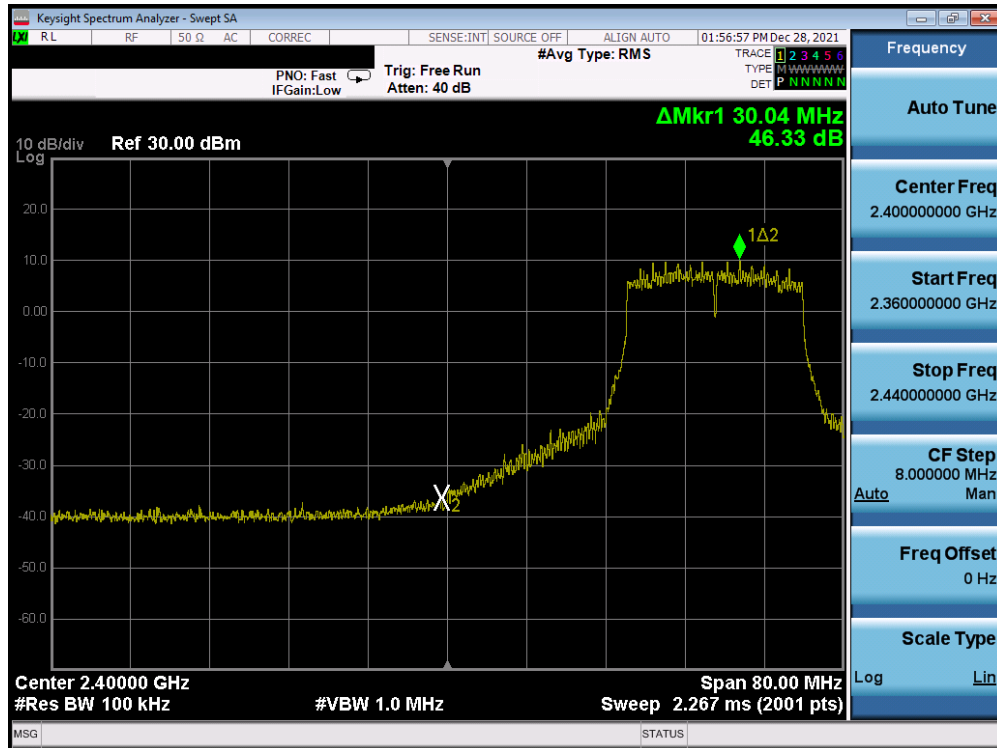 Keysight Spectrum Analyzer - Swept SA
LXI RL RF 50 Ω AC CORREC SENSE:INT SOURCE OFF ALIGN AUTO 01:56:57 PM Dec 28, 2021
#Avg Type: RMS TRACE 1 2 3 4 5 6
PNO: Fast Trig: Free Run TYPE M W W W W W
IFGain:Low Atten: 40 dB DET P N N N N N
ΔMkr1 30.04 MHz
46.33 dB
10 dB/div Ref 30.00 dBm
Log
20.0
10.0
0.00
-10.0
-20.0
-30.0
-40.0
-50.0
-60.0
1Δ2
X2
Center 2.40000 GHz Span 80.00 MHz
#Res BW 100 kHz #VBW 1.0 MHz Sweep 2.267 ms (2001 pts)
MSG STATUS
Frequency
Auto Tune
Center Freq
2.400000000 GHz
Start Freq
2.360000000 GHz
Stop Freq
2.440000000 GHz
CF Step
8.000000 MHz
Auto Man
Freq Offset
0 Hz
Scale Type
Log Lin